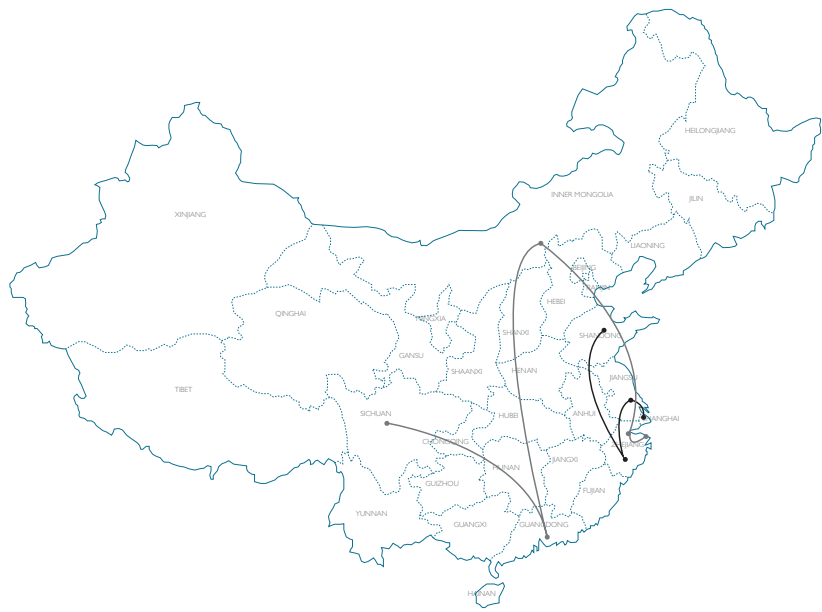 HEILONGJIANG
INNER MONGOLIA
JILIN
XINJIANG
LIAONING
BEIJING
TIANJIN
HEBEI
QINGHAI
NINGXIA
SHANXI
SHANDONG
GANSU
SHAANXI
HENAN
JIANGSU
TIBET
SICHUAN
HUBEI
ANHUI
SHANGHAI
CHONGQING
ZHEJIANG
HUNAN
JIANGXI
GUIZHOU
FUJIAN
YUNNAN
GUANGXI
GUANGDONG
HAINAN